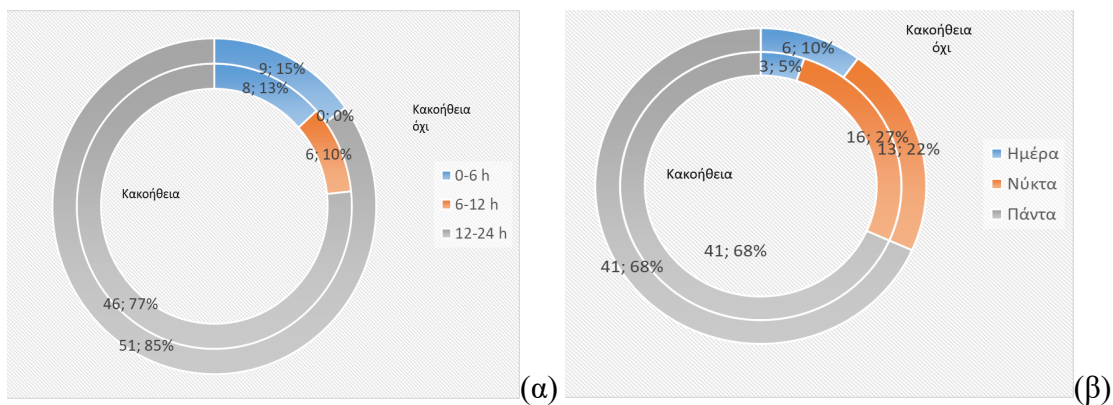 9; 15%
8; 13%
0; 0%
6; 10%
Κακοήθεια
όχι
Κακοήθεια
0-6 h
6-12 h
12-24 h
46; 77%
51; 85%
(α)
Κακοήθεια
όχι
6; 10%
3; 5%
16; 27%
13; 22%
Κακοήθεια
Ημέρα
Νύκτα
Πάντα
41; 68%
41; 68%
(β)